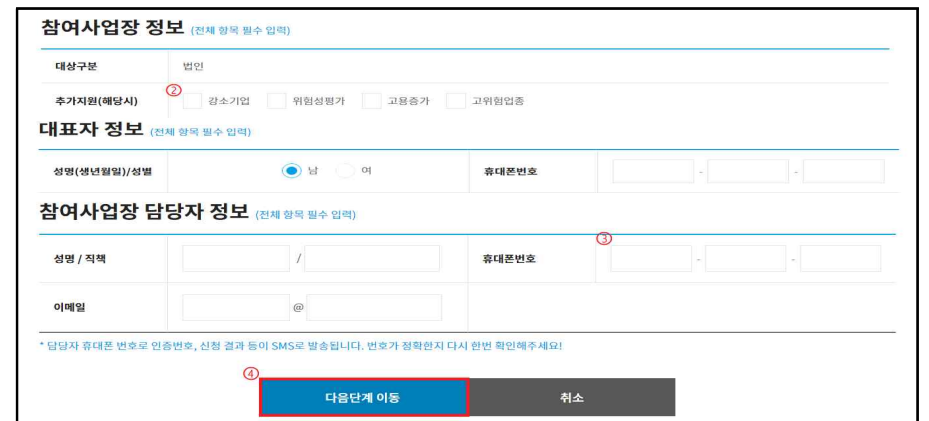 참여사업장 정보 (전체 항목 필수 입력)
대상구분 법인
추가지원(해당시) ② 강소기업 위험성평가 고용증가 고위험업종
대표자 정보 (전체 항목 필수 입력)
성명(생년월일)/성별 남 여 휴대폰번호 - -
참여사업장 담당자 정보 (전체 항목 필수 입력)
성명 / 직책 / 휴대폰번호 ③ - -
이메일 @
* 담당자 휴대폰 번호로 인증번호, 신청 결과 등이 SMS로 발송됩니다. 번호가 정확한지 다시 한번 확인해주세요!
④ 다음단계 이동 취소